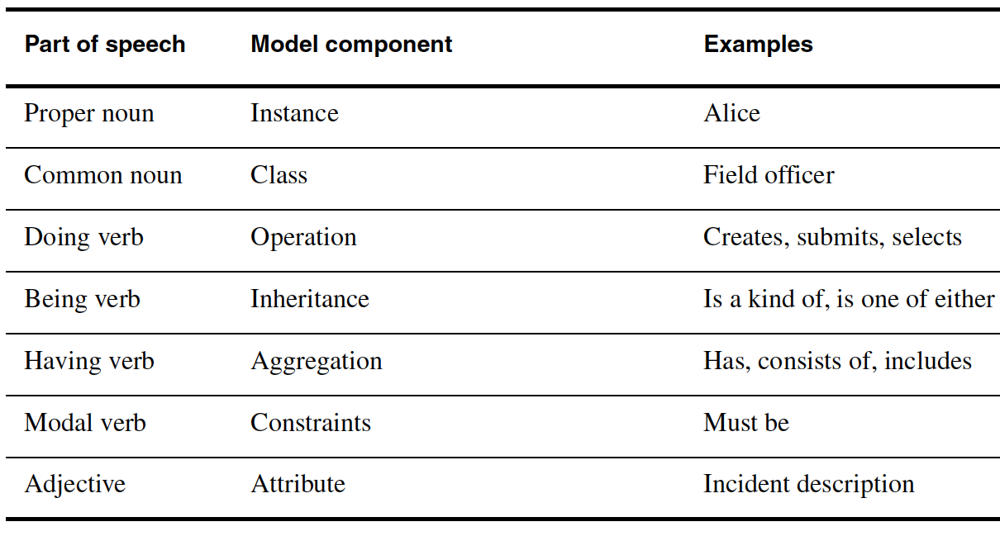 Part of speech Model component Examples
Proper noun Instance Alice
Common noun Class Field officer
Doing verb Operation Creates, submits, selects
Being verb Inheritance Is a kind of, is one of either
Having verb Aggregation Has, consists of, includes
Modal verb Constraints Must be
Adjective Attribute Incident description